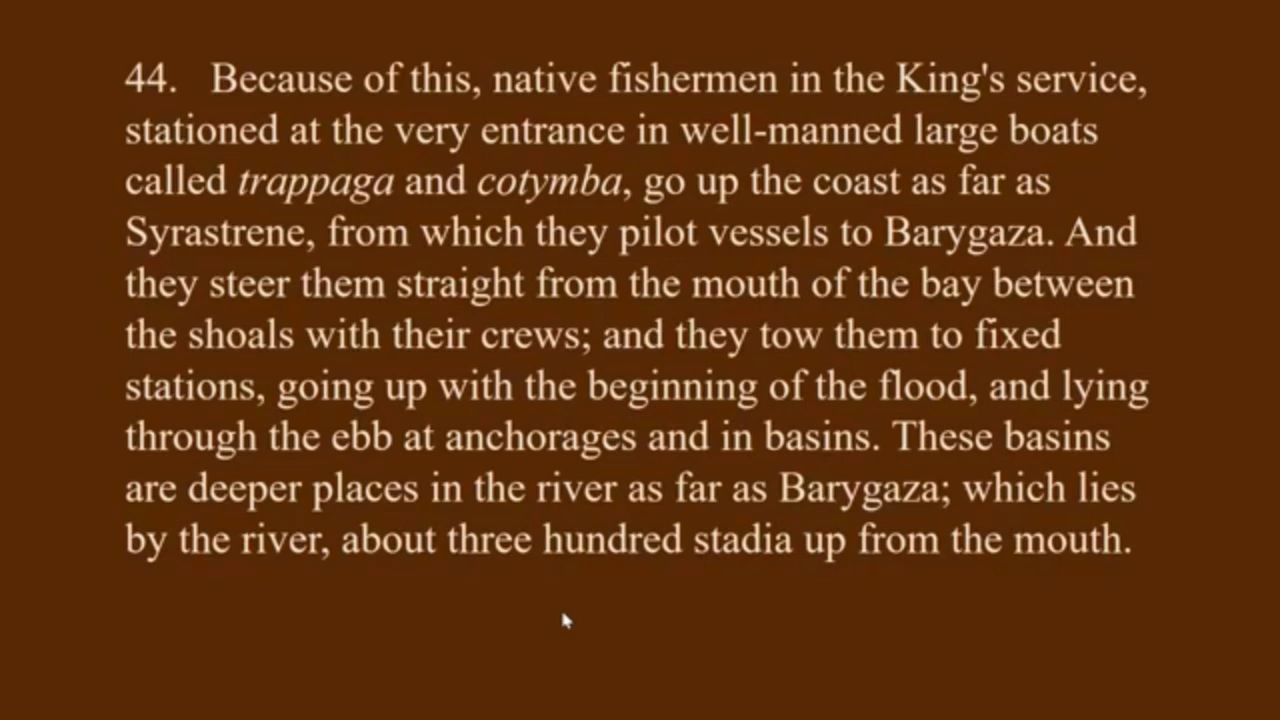 44. Because of this, native fishermen in the King's service,
stationed at the very entrance in well-manned large boats
called trappaga and cotymba, go up the coast as far as
Syrastrene, from which they pilot vessels to Barygaza. And
they steer them straight from the mouth of the bay between
the shoals with their crews; and they tow them to fixed
stations, going up with the beginning of the flood, and lying
through the ebb at anchorages and in basins. These basins
are deeper places in the river as far as Barygaza; which lies
by the river, about three hundred stadia up from the mouth.